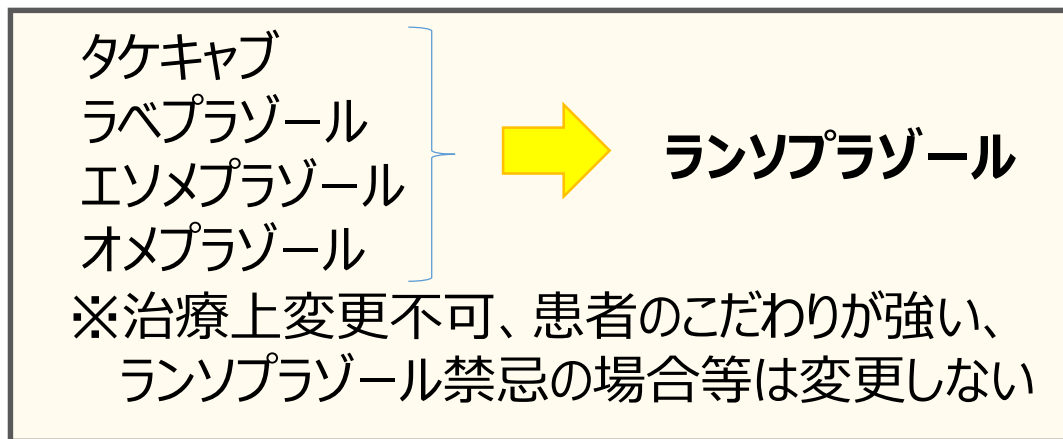 タケキャブ
ラベプラゾール
エソメプラゾール
オメプラゾール
ランソプラゾール
※治療上変更不可、患者のこだわりが強い、
ランソプラゾール禁忌の場合等は変更しない